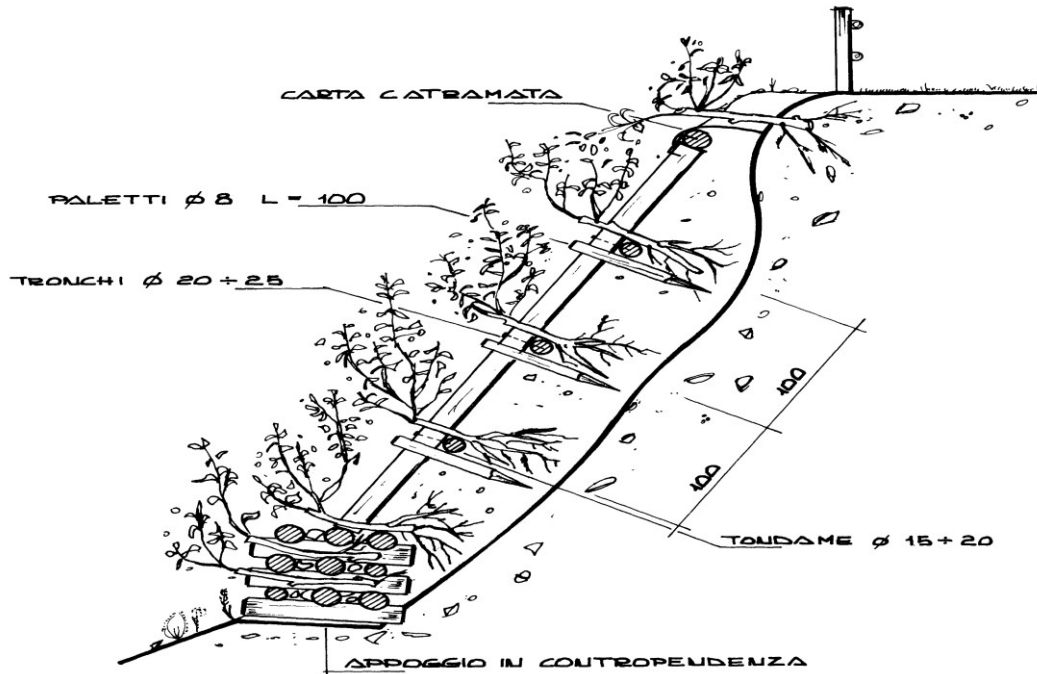 CARTA CATRAMATA
PALETTI Ø 8 L = 100
TRONCHI Ø 20 ÷ 25
100
100
TONDAME Ø 15 ÷ 20
APPOGGIO IN CONTROPENDENZA